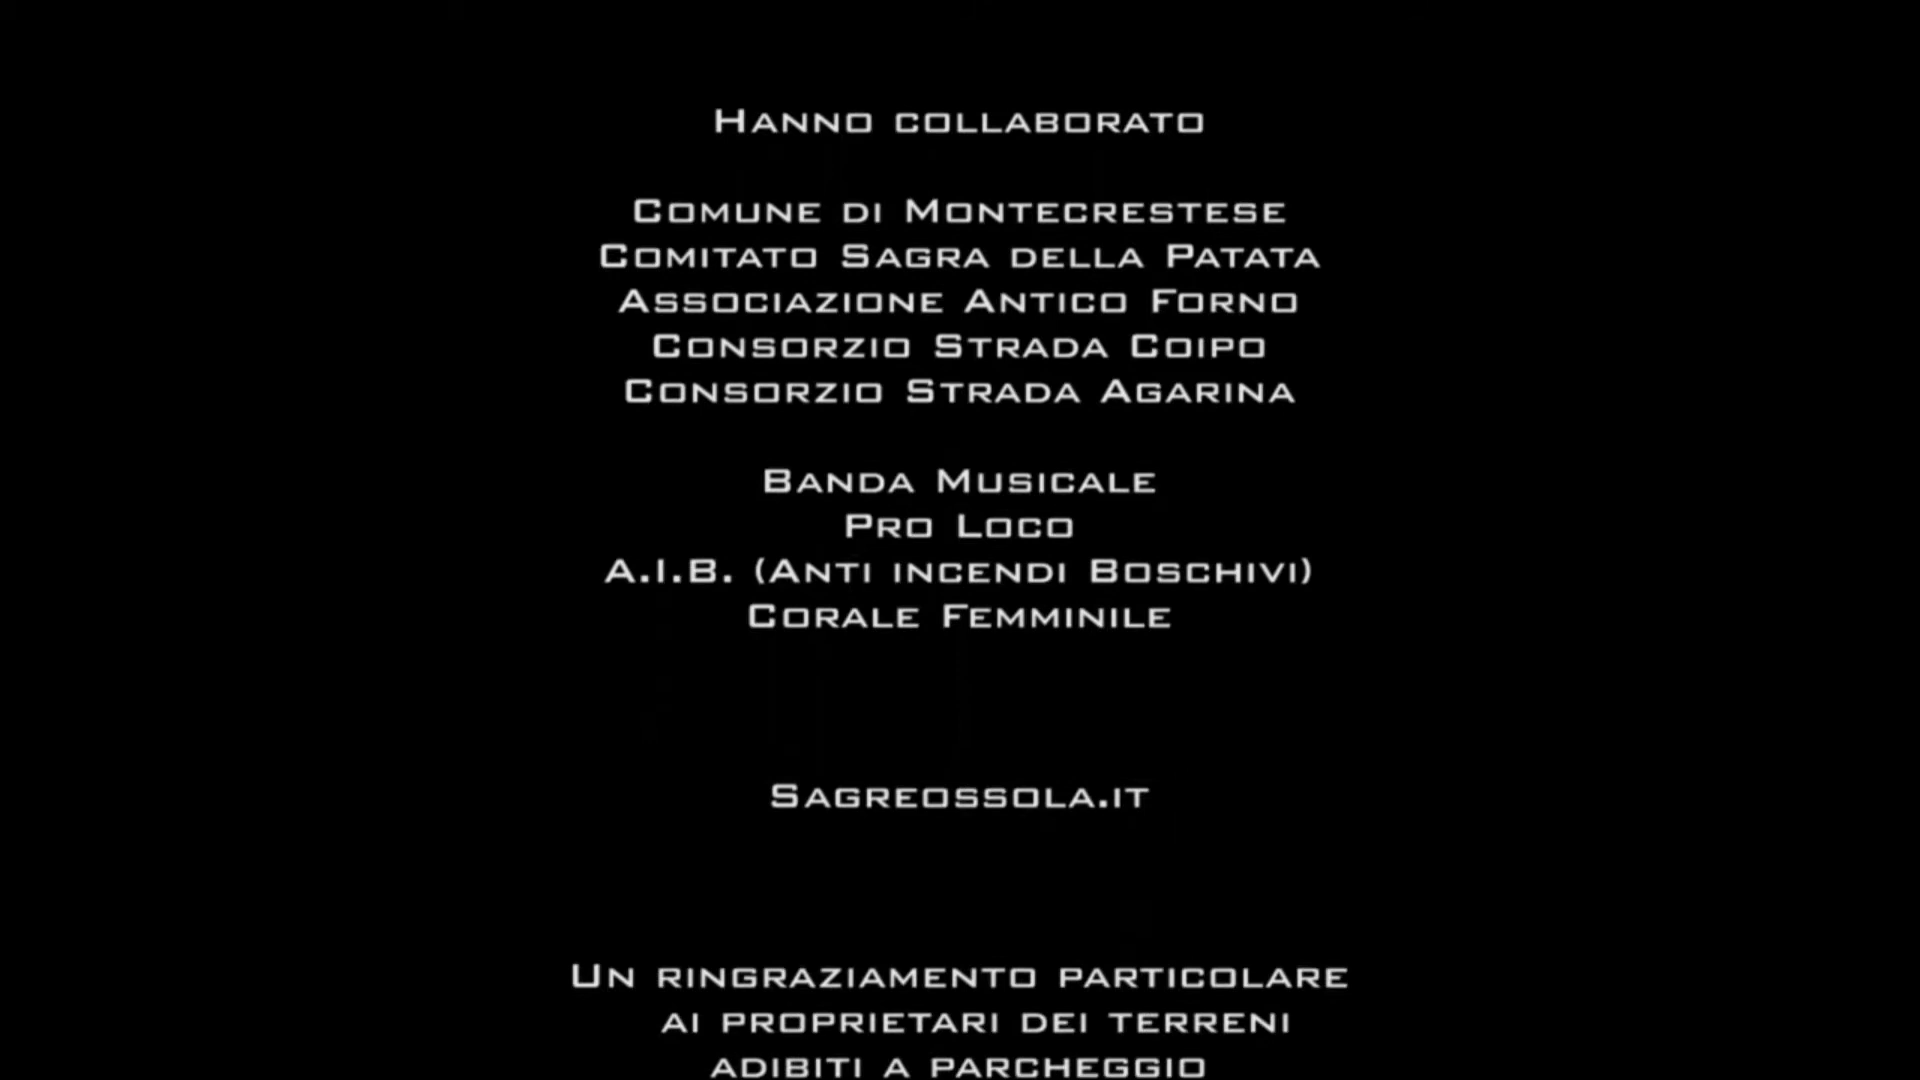 Hanno collaborato
Comune di Montecrestese
Comitato Sagra della Patata
Associazione Antico Forno
Consorzio Strada Coipo
Consorzio Strada Agarina
Banda Musicale
Pro Loco
A.I.B. (Anti incendi Boschivi)
Corale Femminile
Sagreossola.it
Un ringraziamento particolare
ai proprietari dei terreni
adibiti a parcheggio